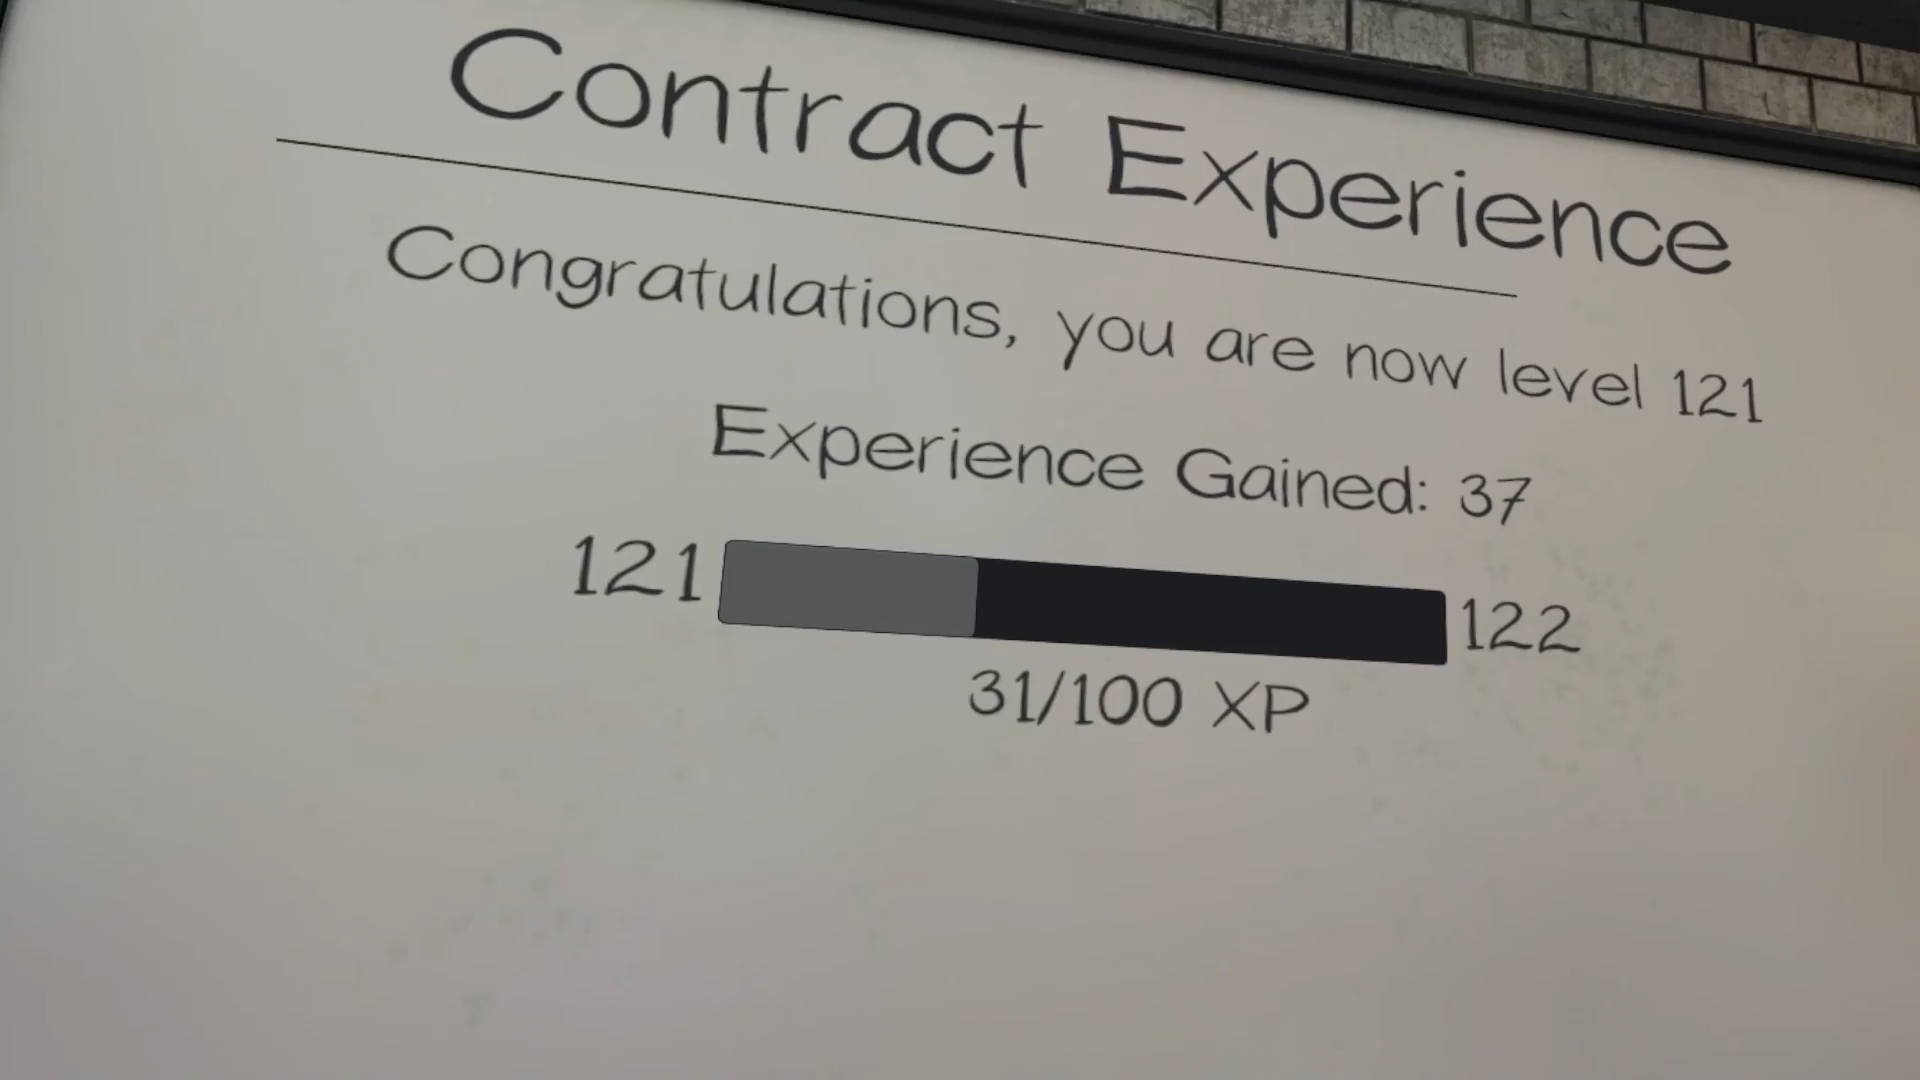 Contract Experience
Congratulations, you are now level 121
Experience Gained: 37
121 122
31/100 XP